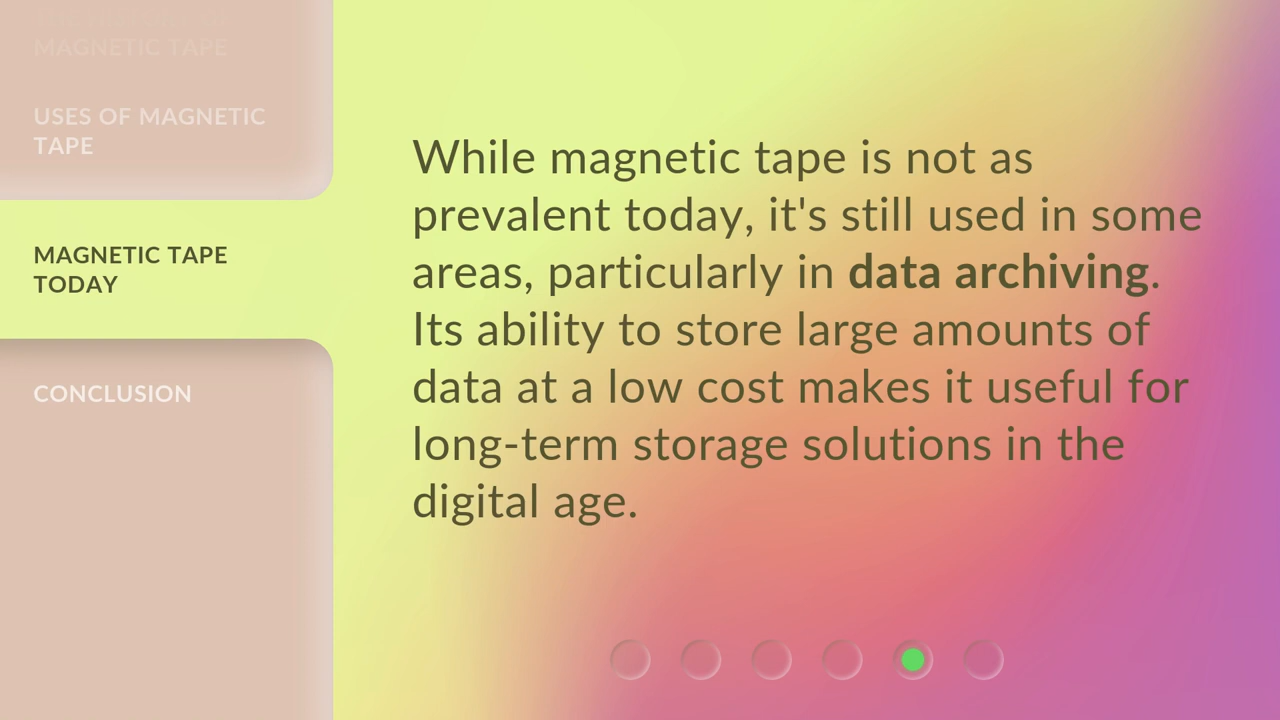 MAGNETIC TAPE
USES OF MAGNETIC
TAPE
MAGNETIC TAPE
TODAY
CONCLUSION
While magnetic tape is not as
prevalent today, it's still used in some
areas, particularly in data archiving.
Its ability to store large amounts of
data at a low cost makes it useful for
long-term storage solutions in the
digital age.